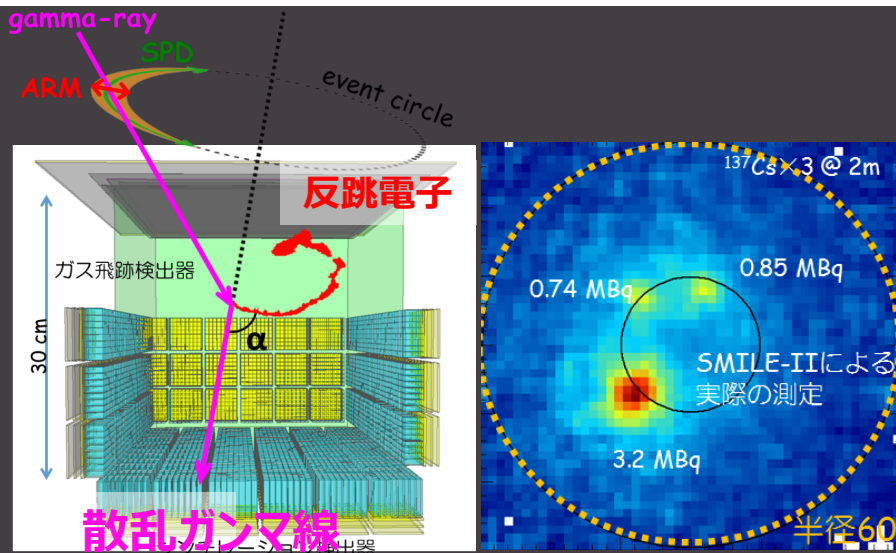 gamma-ray
SPD
ARM
event circle
反跳電子
ガス飛跡検出器
30 cm
α
散乱ガンマ線
137Cs×3 @ 2m
0.74 MBq
0.85 MBq
SMILE-IIによる
実際の測定
3.2 MBq
半径60